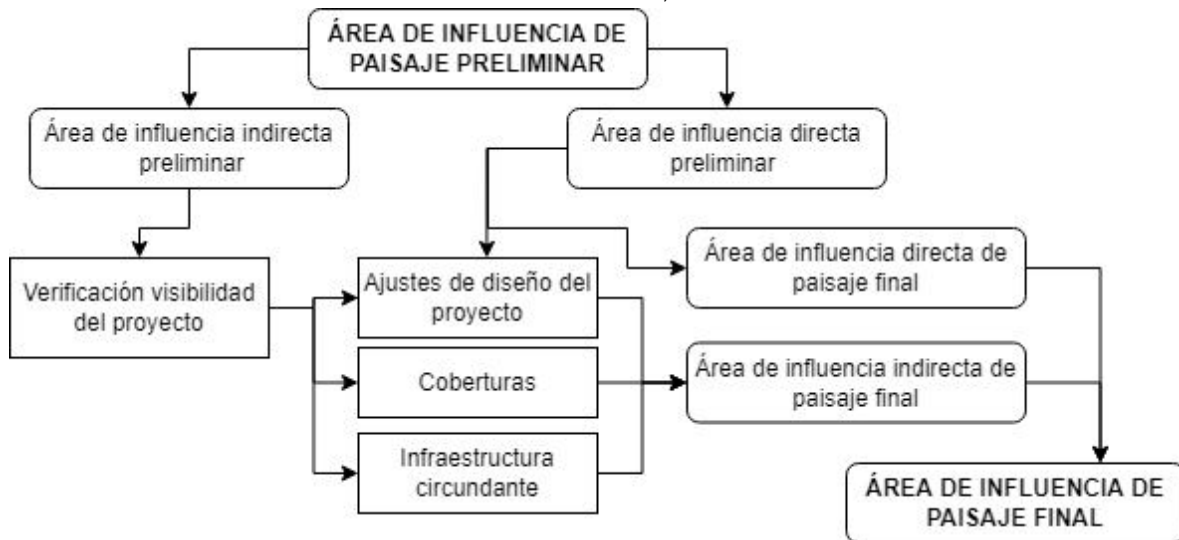 ÁREA DE INFLUENCIA DE
PAISAJE PRELIMINAR
Área de influencia indirecta
preliminar
Área de influencia directa
preliminar
Verificación visibilidad
del proyecto
Ajustes de diseño del
proyecto
Coberturas
Infraestructura
circundante
Área de influencia directa de
paisaje final
Área de influencia indirecta de
paisaje final
ÁREA DE INFLUENCIA DE
PAISAJE FINAL